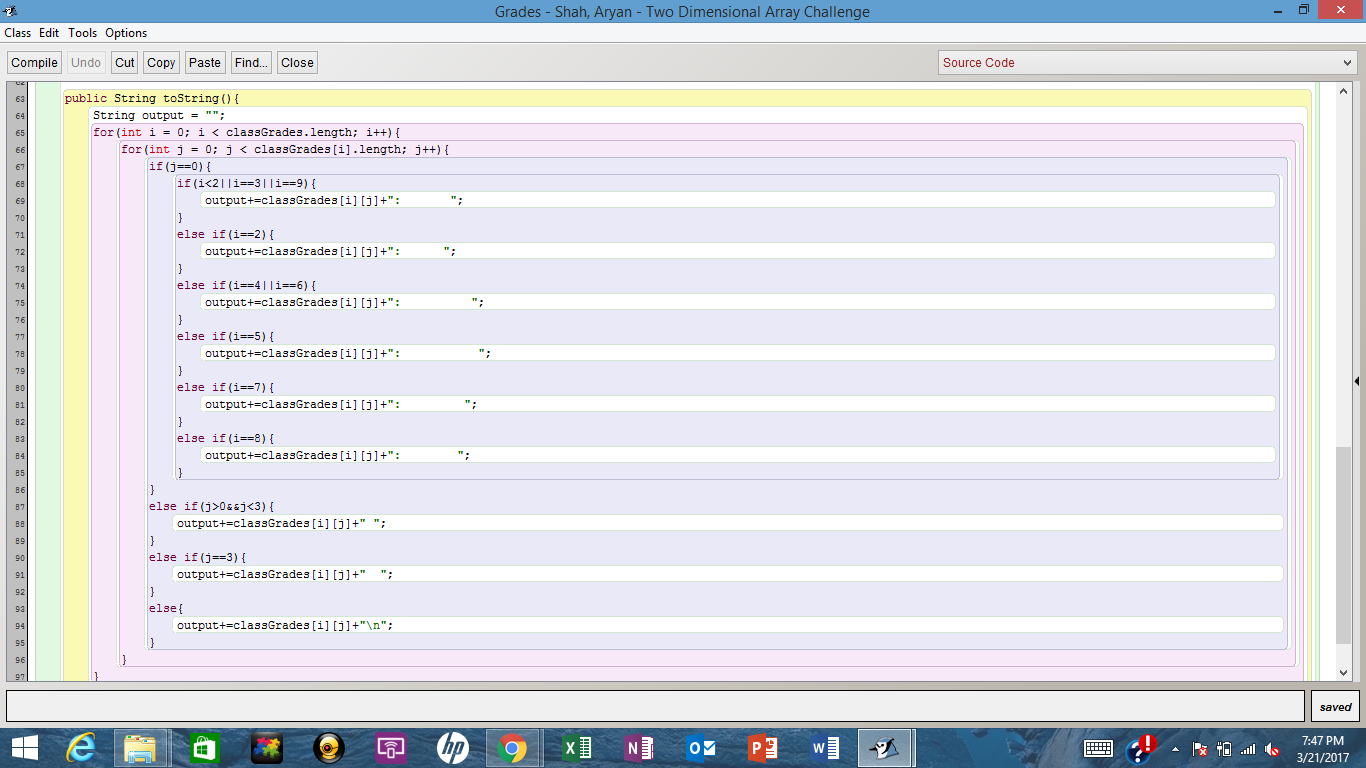 Grades - Shah, Aryan - Two Dimensional Array Challenge
Class Edit Tools Options
Compile Undo Cut Copy Paste Find... Close Source Code
62
63 public String toString(){
64 String output = "";
65 for(int i = 0; i < classGrades.length; i++){
66 for(int j = 0; j < classGrades[i].length; j++){
67 if(j==0){
68 if(i<2||i==3||i==9){
69 output+=classGrades[i][j]+":       ";
70 }
71 else if(i==2){
72 output+=classGrades[i][j]+":      ";
73 }
74 else if(i==4||i==6){
75 output+=classGrades[i][j]+":          ";
76 }
77 else if(i==5){
78 output+=classGrades[i][j]+":           ";
79 }
80 else if(i==7){
81 output+=classGrades[i][j]+":         ";
82 }
83 else if(i==8){
84 output+=classGrades[i][j]+":        ";
85 }
86 }
87 else if(j>0&&j<3){
88 output+=classGrades[i][j]+" ";
89 }
90 else if(j==3){
91 output+=classGrades[i][j]+"  ";
92 }
93 else{
94 output+=classGrades[i][j]+"\n";
95 }
96 }
97 }
saved
7:47 PM
3/21/2017